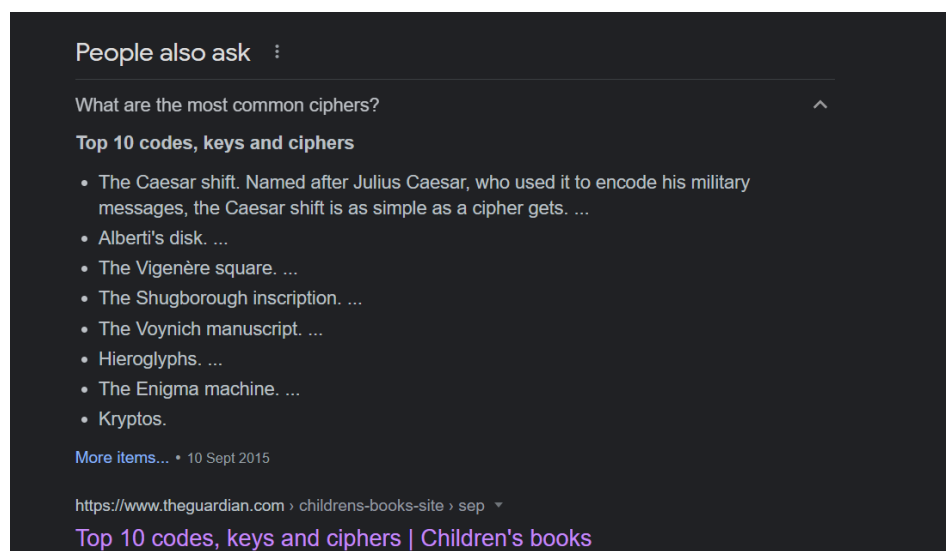 People also ask
What are the most common ciphers?
Top 10 codes, keys and ciphers
• The Caesar shift. Named after Julius Caesar, who used it to encode his military
messages, the Caesar shift is as simple as a cipher gets. ...
• Alberti's disk. ...
• The Vigenère square. ...
• The Shugborough inscription. ...
• The Voynich manuscript. ...
• Hieroglyphs. ...
• The Enigma machine. ...
• Kryptos.
More items... • 10 Sept 2015
https://www.theguardian.com › childrens-books-site › sep
Top 10 codes, keys and ciphers | Children's books